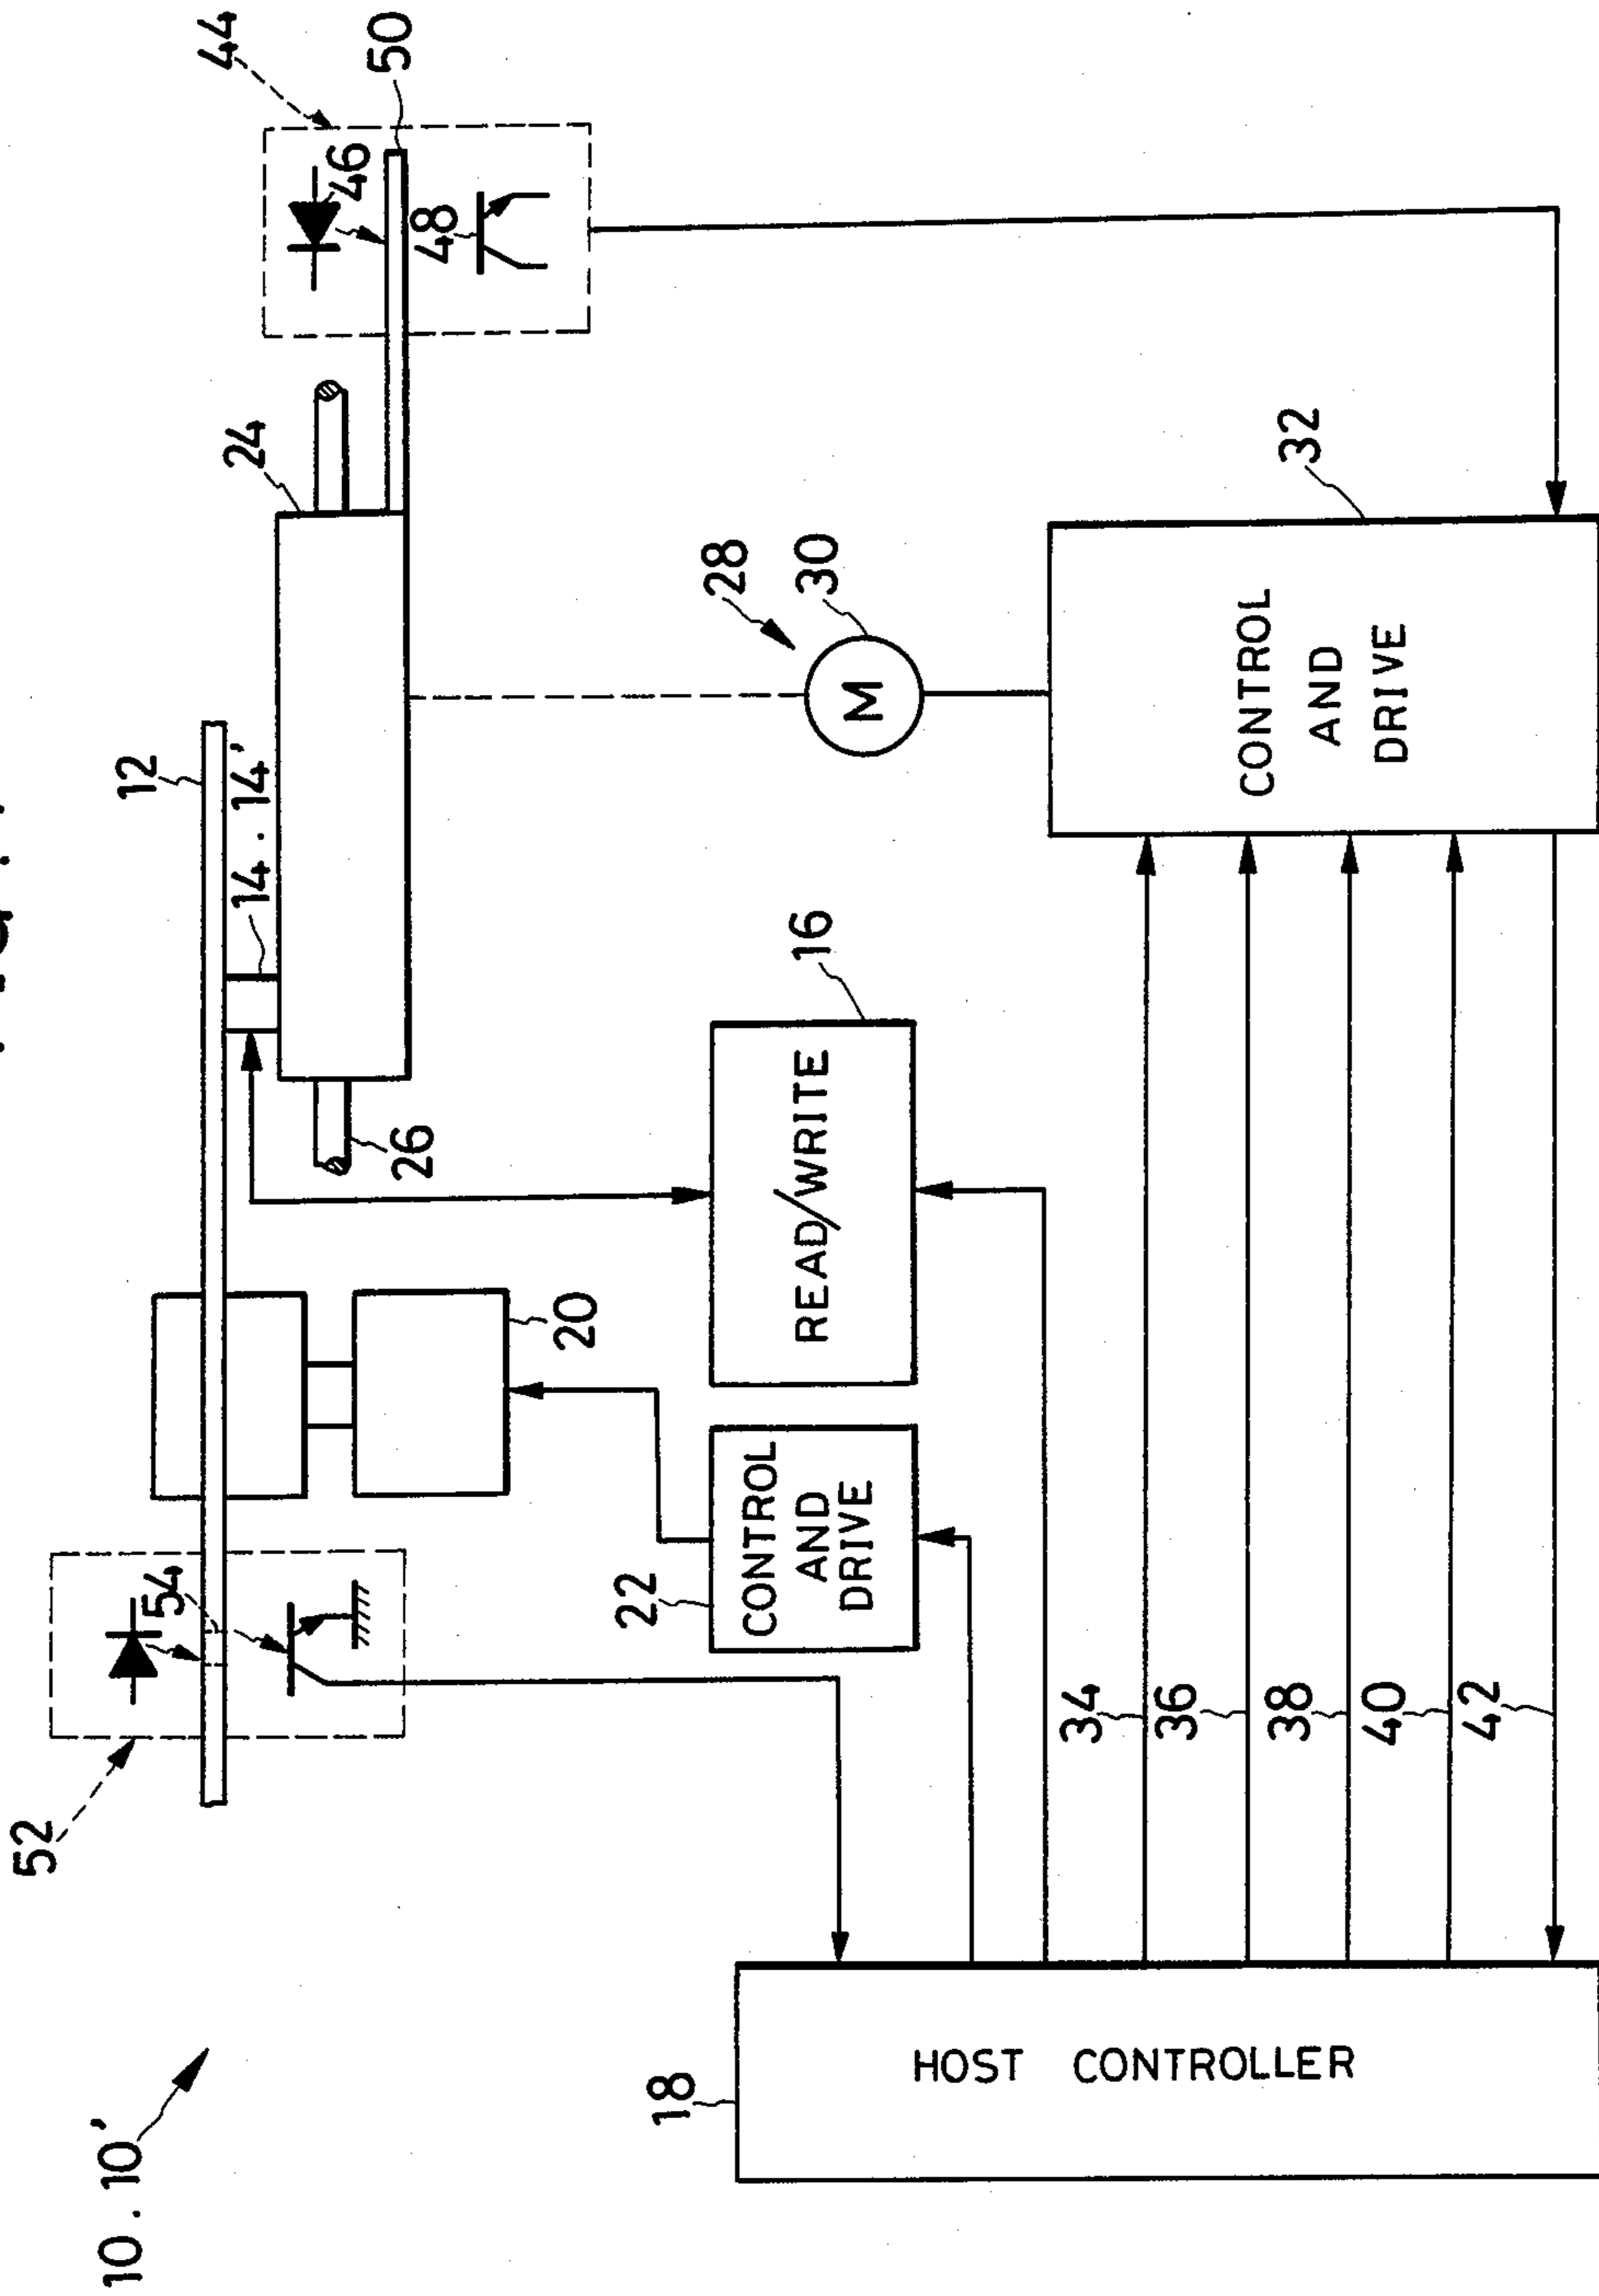 52
54
12
14 . 14'
24
44
46
48
50
26
20
28
30
22
CONTROL
AND
DRIVE
READ/WRITE
16
M
32
CONTROL
AND
DRIVE
34
36
38
40
42
10 . 10'
18
HOST CONTROLLER